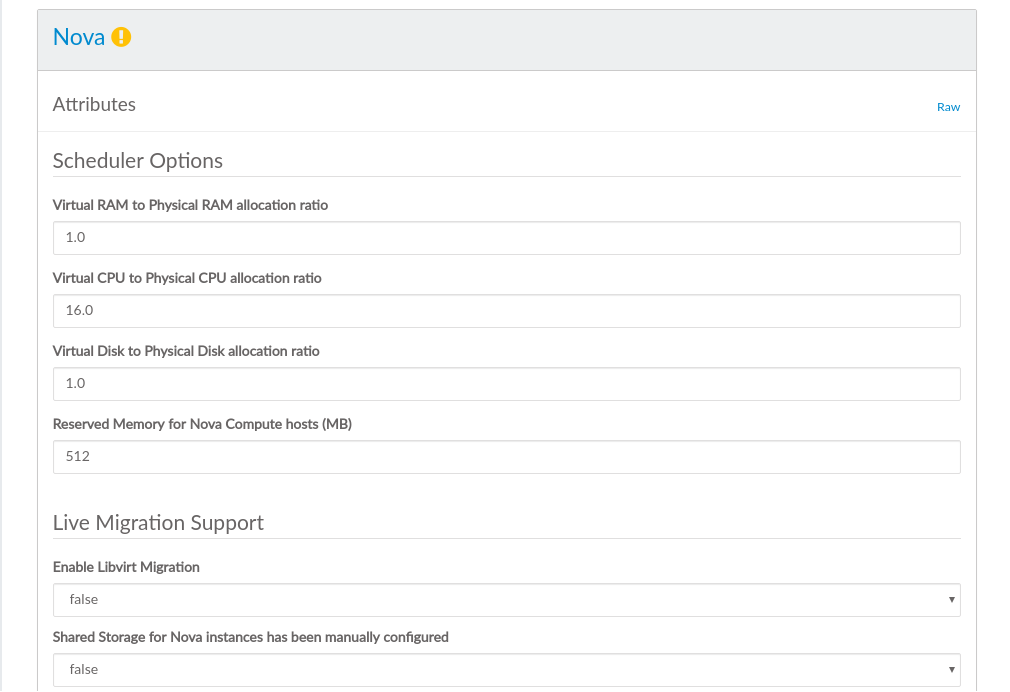 Nova
Attributes
Raw
Scheduler Options
Virtual RAM to Physical RAM allocation ratio
1.0
Virtual CPU to Physical CPU allocation ratio
16.0
Virtual Disk to Physical Disk allocation ratio
1.0
Reserved Memory for Nova Compute hosts (MB)
512
Live Migration Support
Enable Libvirt Migration
false
Shared Storage for Nova instances has been manually configured
false